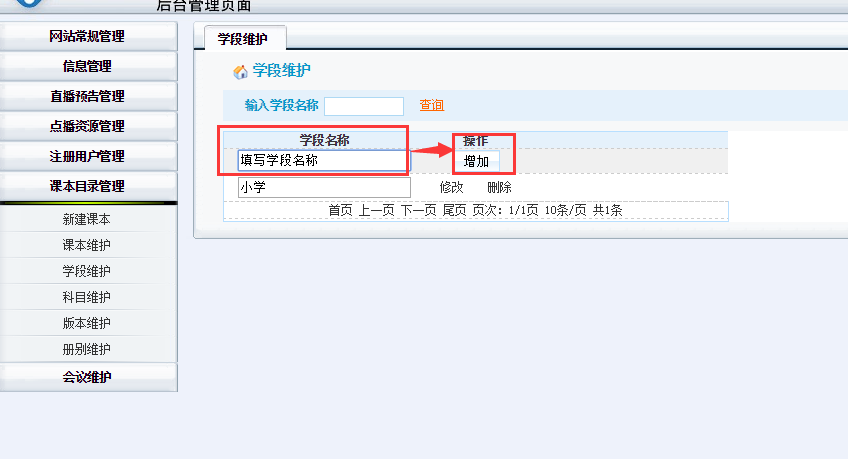 后台管理页面
网站常规管理
信息管理
直播预告管理
点播资源管理
注册用户管理
课本目录管理
新建课本
课本维护
学段维护
科目维护
版本维护
册别维护
会议维护
学段维护
学段维护
输入学段名称 查询
学段名称 操作
填写学段名称 增加
小学 修改 删除
首页 上一页 下一页 尾页 页次：1/1页 10条/页 共1条